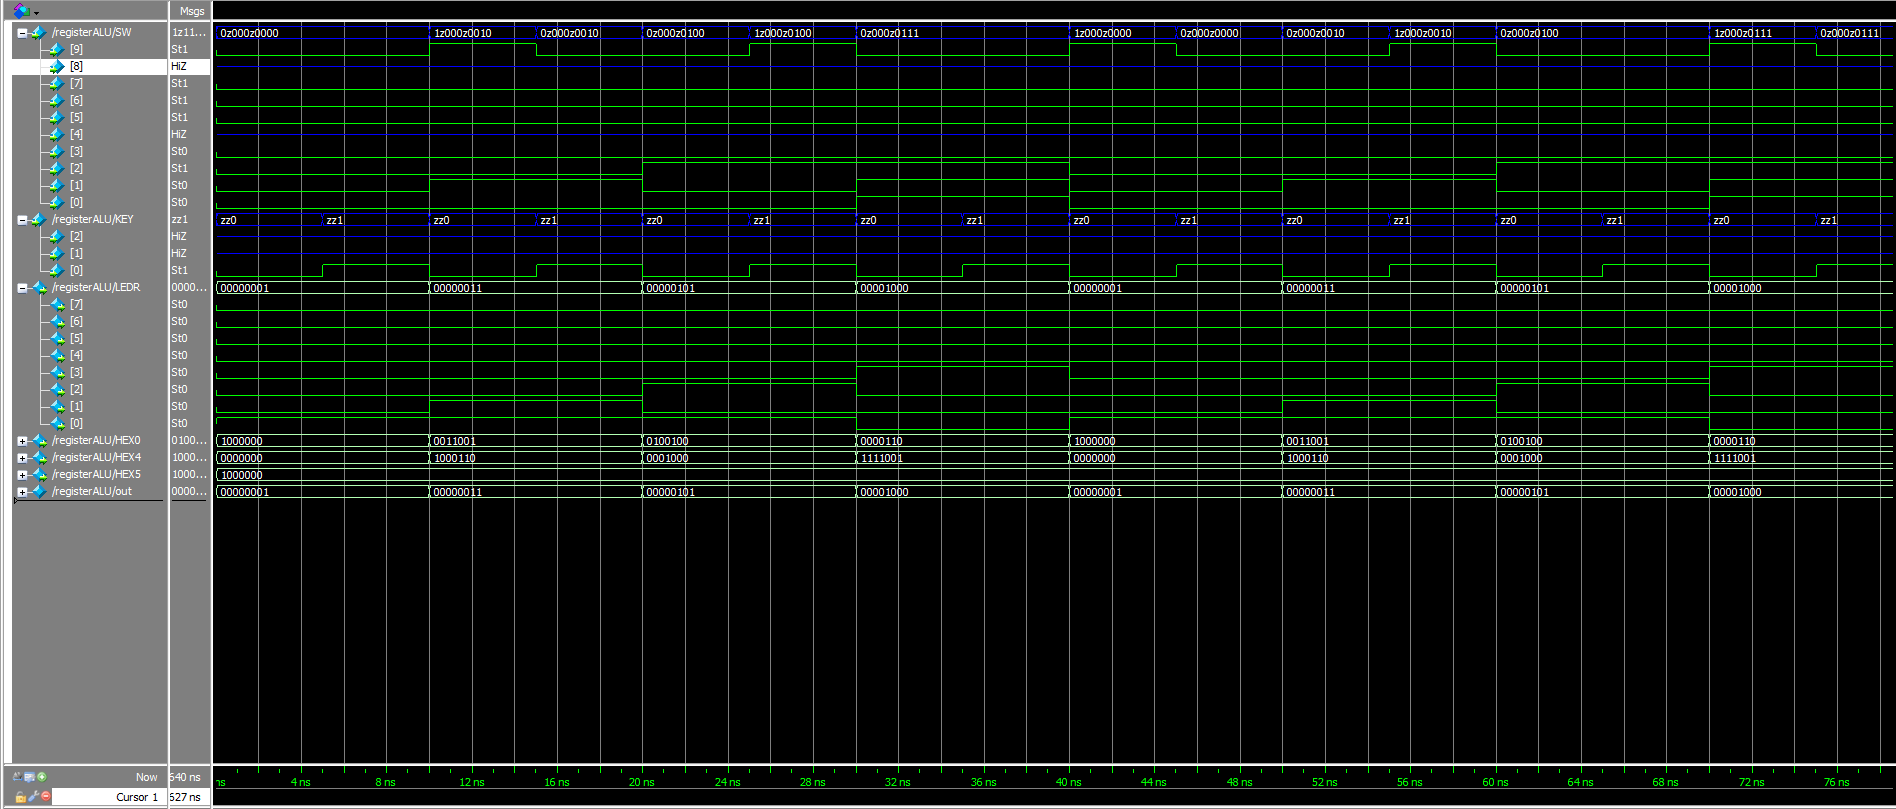 Msgs
/registerALU/SW 1z11... 0z000z0000 1z000z0010 0z000z0010 0z000z0100 1z000z0100 0z000z0111 1z000z0000 0z000z0000 0z000z0010 1z000z0010 0z000z0100 1z000z0111 0z000z0111
[9] St1
[8] HiZ
[7] St1
[6] St1
[5] St1
[4] HiZ
[3] St0
[2] St1
[1] St0
[0] St0
/registerALU/KEY zz1 zz0 zz1 zz0 zz1 zz0 zz1 zz0 zz1 zz0 zz1 zz0 zz1 zz0 zz1 zz0 zz1
[2] HiZ
[1] HiZ
[0] St1
/registerALU/LEDR 0000... 00000001 00000011 00000101 00001000 00000001 00000011 00000101 00001000
[7] St0
[6] St0
[5] St0
[4] St0
[3] St0
[2] St0
[1] St0
[0] St0
/registerALU/HEX0 0100... 1000000 0011001 0100100 0000110 1000000 0011001 0100100 0000110
/registerALU/HEX4 1000... 0000000 1000110 0001000 1111001 0000000 1000110 0001000 1111001
/registerALU/HEX5 1000... 1000000
/registerALU/out 0000... 00000001 00000011 00000101 00001000 00000001 00000011 00000101 00001000
Now 640 ns ns 4 ns 8 ns 12 ns 16 ns 20 ns 24 ns 28 ns 32 ns 36 ns 40 ns 44 ns 48 ns 52 ns 56 ns 60 ns 64 ns 68 ns 72 ns 76 ns
Cursor 1 627 ns